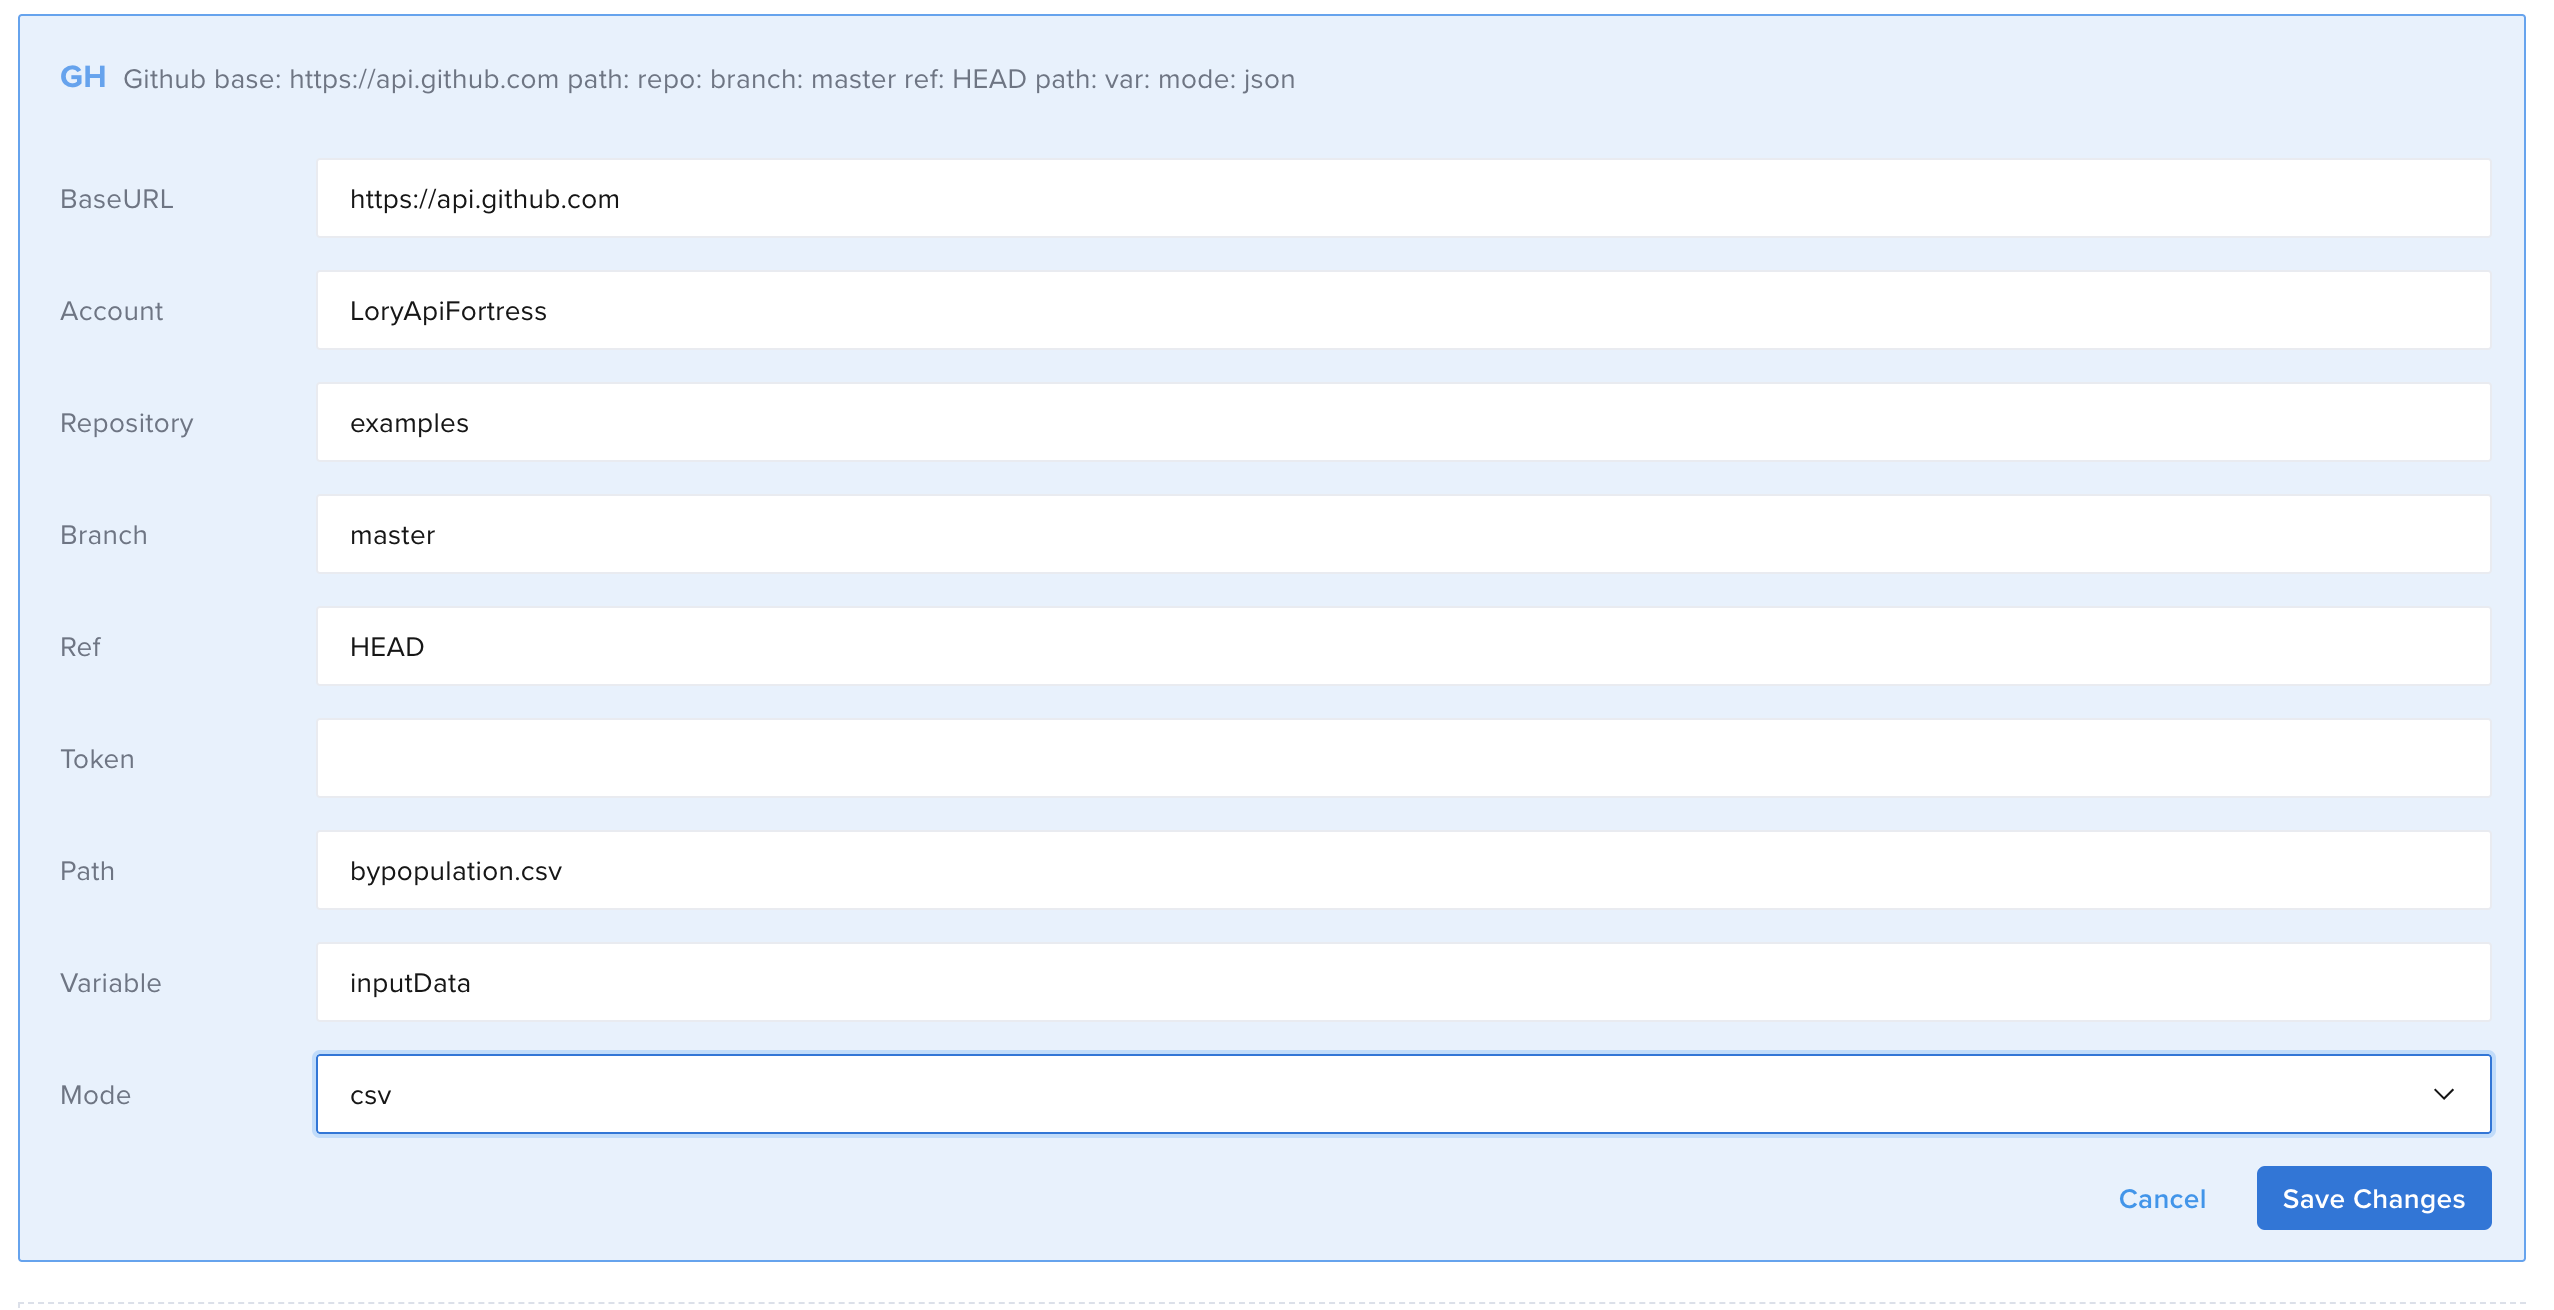 GH Github base: https://api.github.com path: repo: branch: master ref: HEAD path: var: mode: json
BaseURL https://api.github.com
Account LoryApiFortress
Repository examples
Branch master
Ref HEAD
Token
Path bypopulation.csv
Variable inputData
Mode csv
Cancel Save Changes